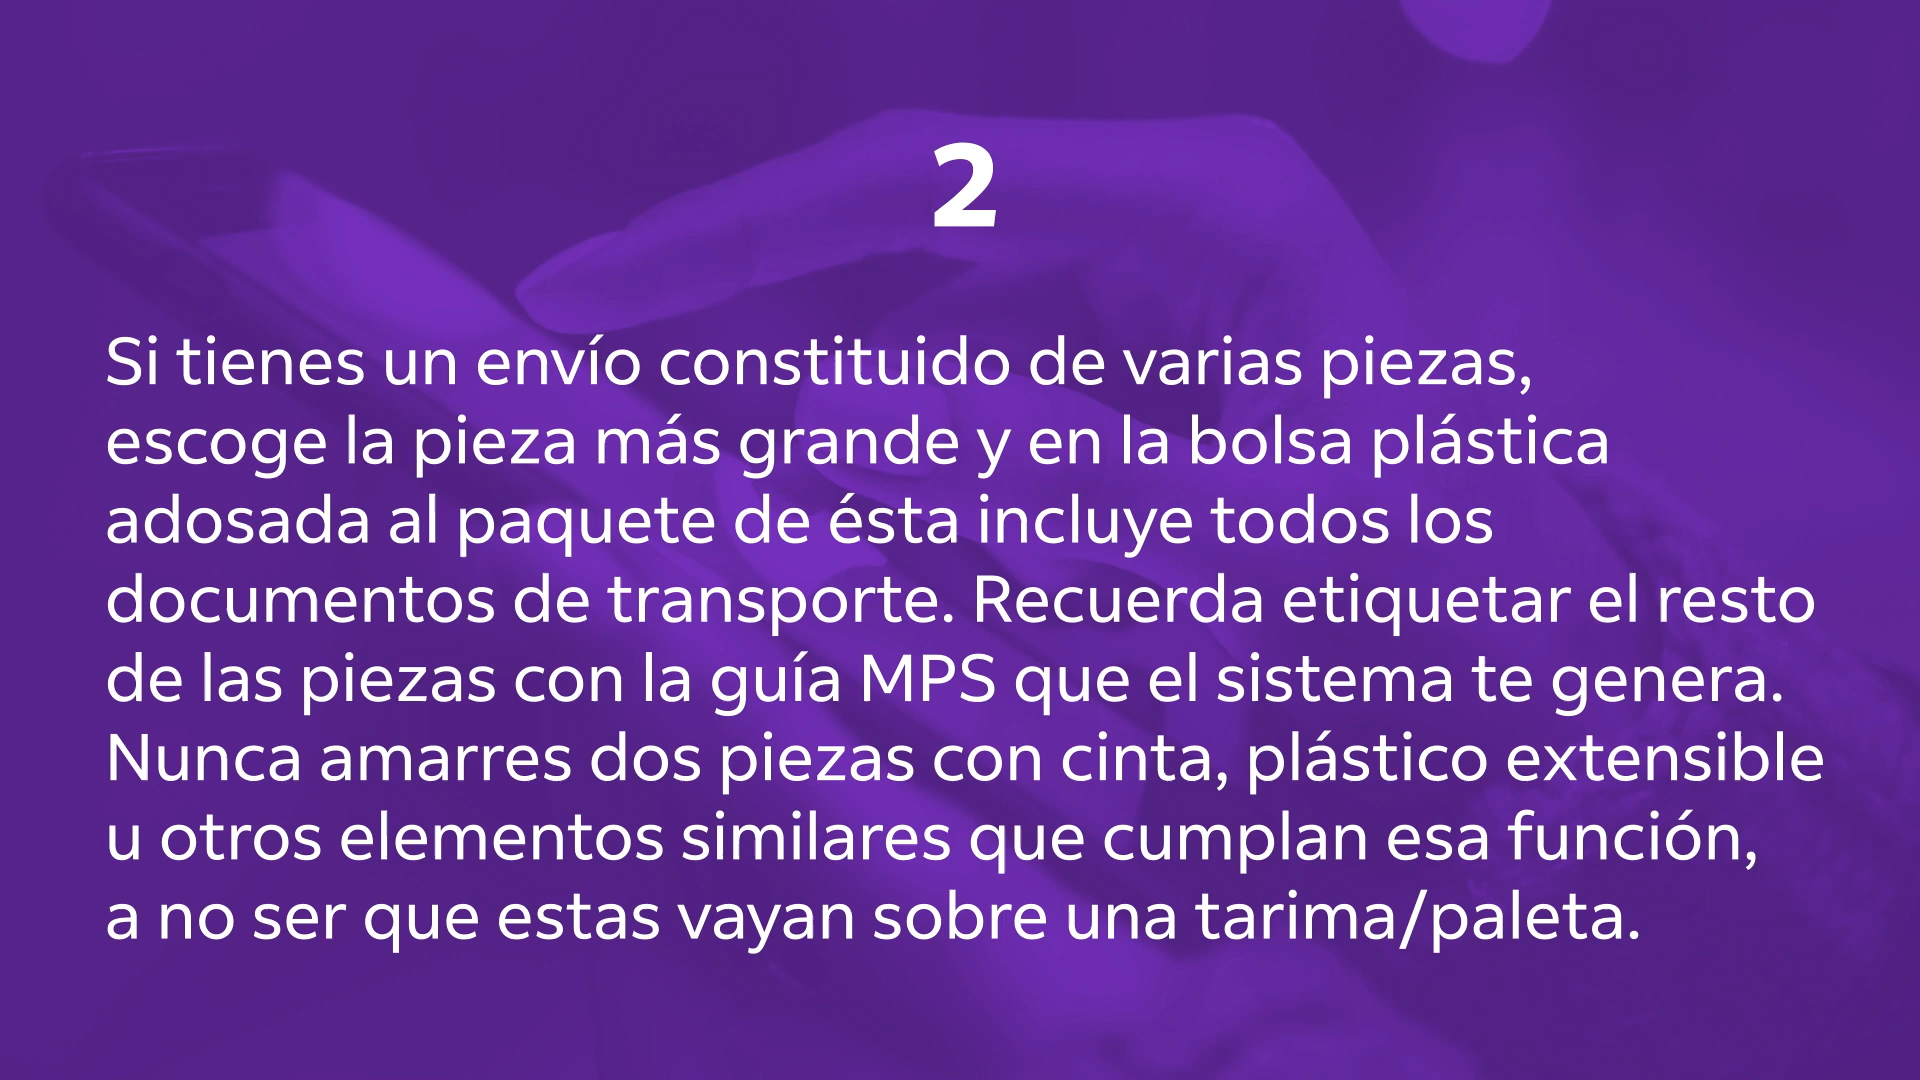 2
Si tienes un envío constituido de varias piezas,
escoge la pieza más grande y en la bolsa plástica
adosada al paquete de ésta incluye todos los
documentos de transporte. Recuerda etiquetar el resto
de las piezas con la guía MPS que el sistema te genera.
Nunca amarres dos piezas con cinta, plástico extensible
u otros elementos similares que cumplan esa función,
a no ser que estas vayan sobre una tarima/paleta.